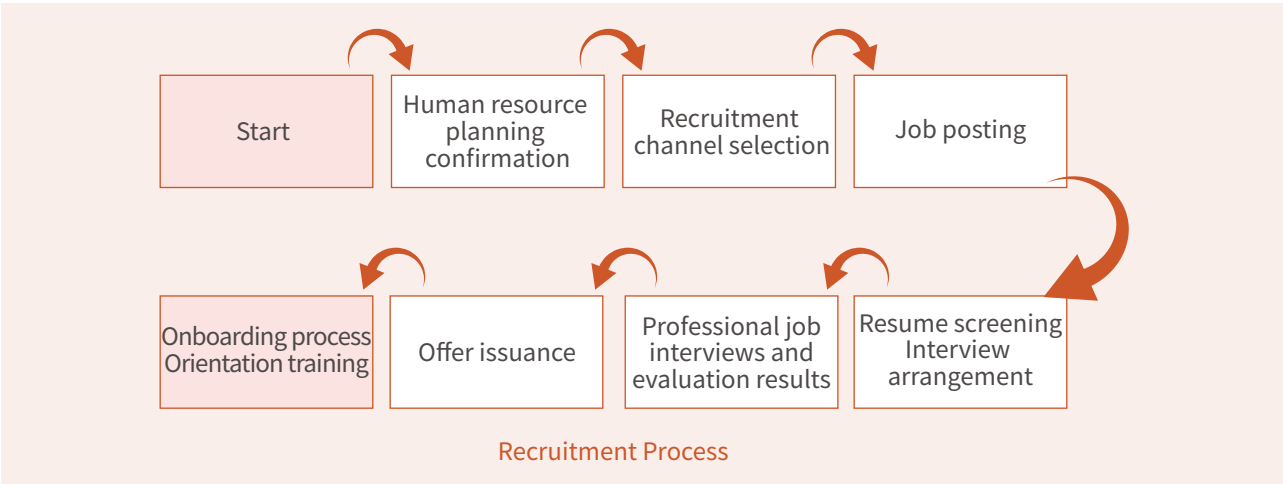 Start
Human resource
planning
confirmation
Recruitment
channel selection
Job posting
Resume screening
Interview
arrangement
Professional job
interviews and
evaluation results
Offer issuance
Onboarding process
Orientation training
Recruitment Process